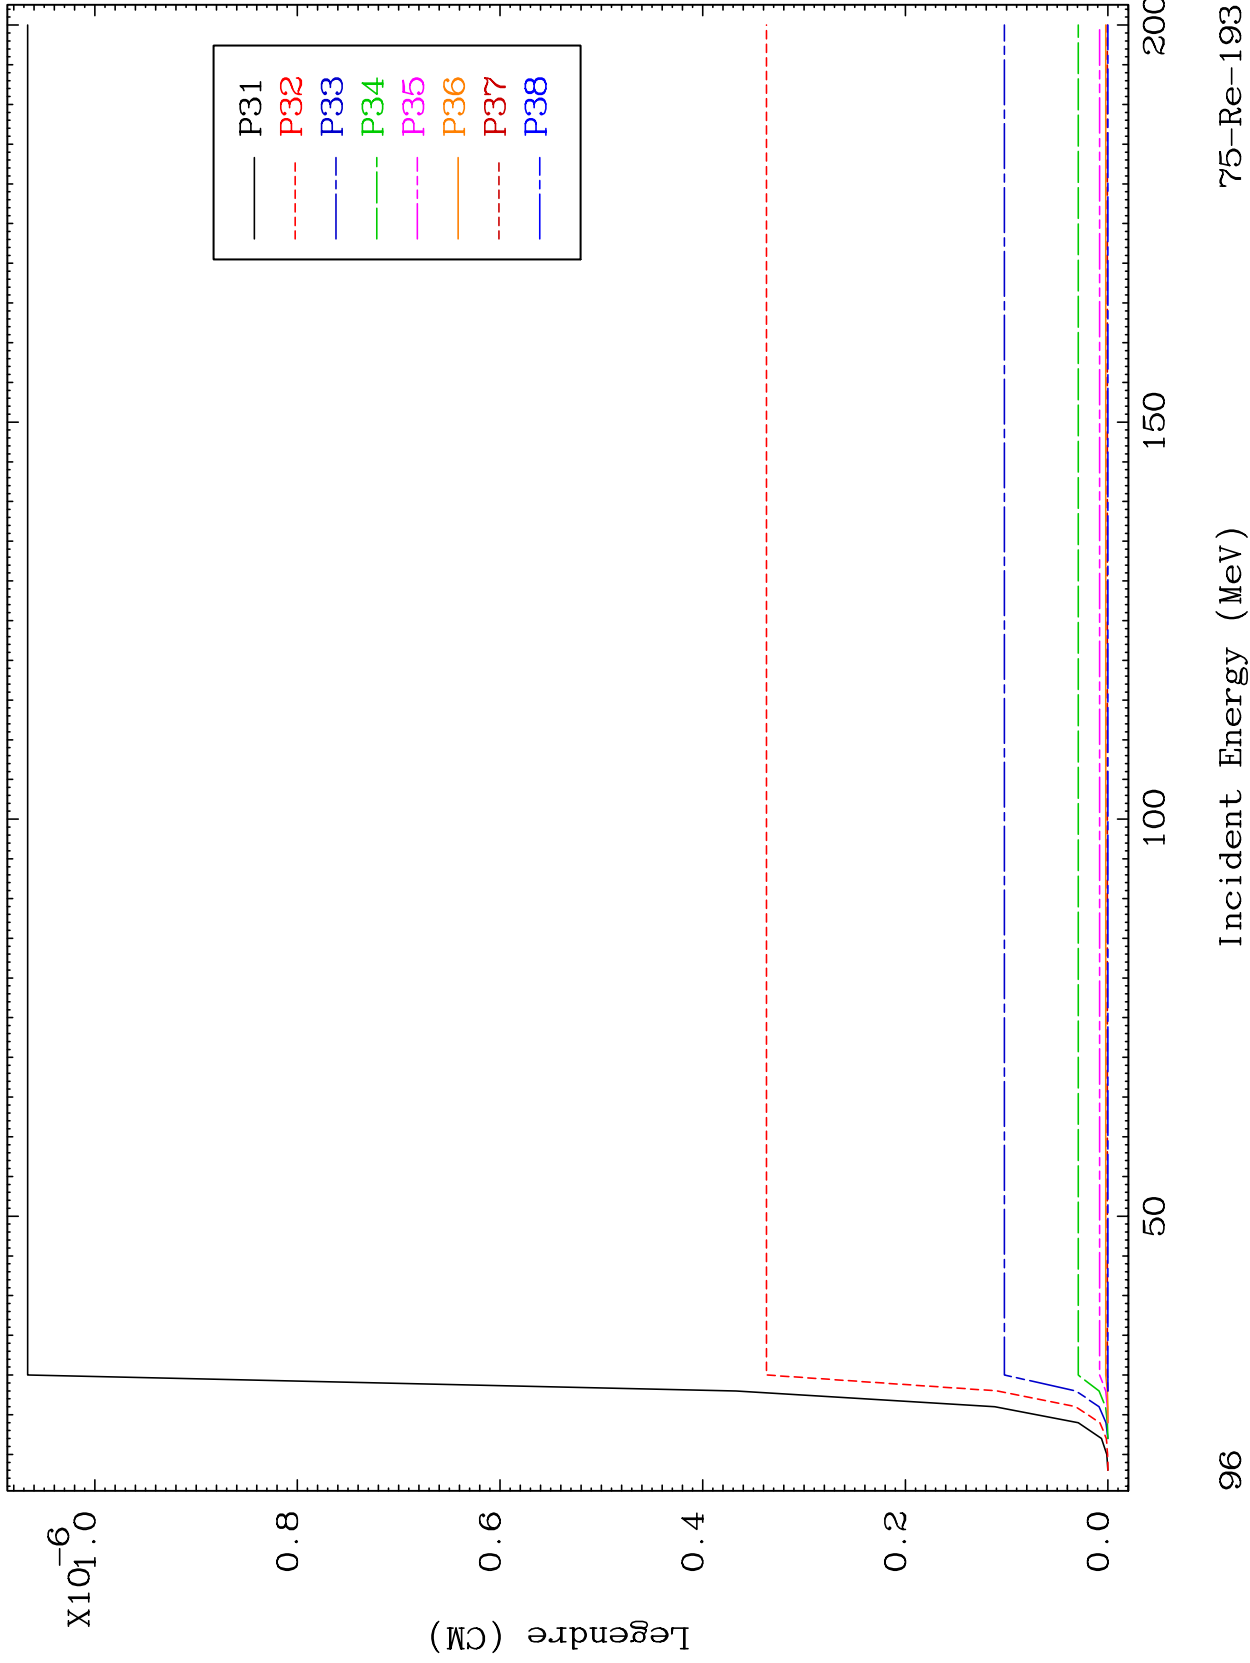 X10-6
1.0
0.8
0.6
0.4
0.2
0.0
Legendre (CM)
P31
P32
P33
P34
P35
P36
P37
P38
50
100
150
200
Incident Energy (MeV)
96
75-Re-193